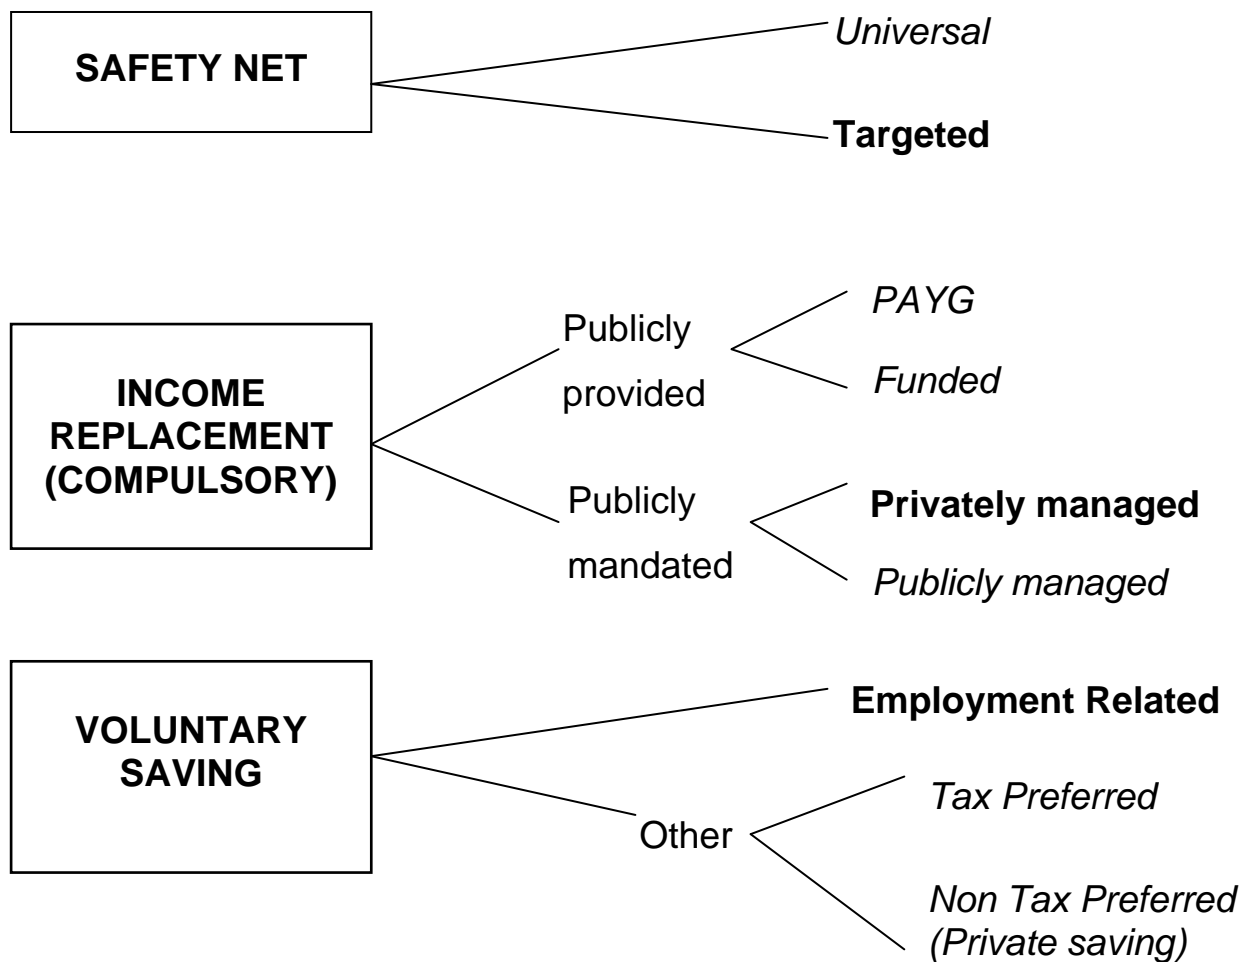 SAFETY NET
Universal
Targeted
INCOME
REPLACEMENT
(COMPULSORY)
Publicly
provided
PAYG
Funded
Publicly
mandated
Privately managed
Publicly managed
VOLUNTARY
SAVING
Employment Related
Other
Tax Preferred
Non Tax Preferred
(Private saving)